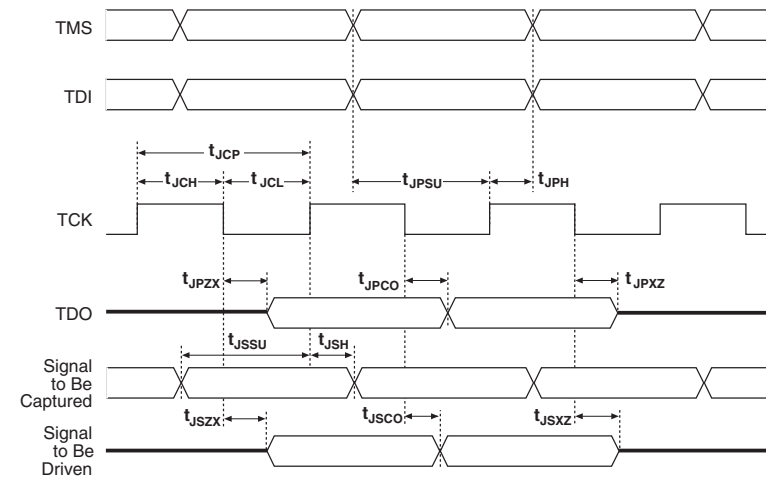 TMS
TDI
tJCP
tJCH
tJCL
tJPSU
tJPH
TCK
tJPZX
tJPCO
tJPXZ
TDO
tJSSU
tJSH
Signal
to Be
Captured
tJSZX
tJSCO
tJSXZ
Signal
to Be
Driven